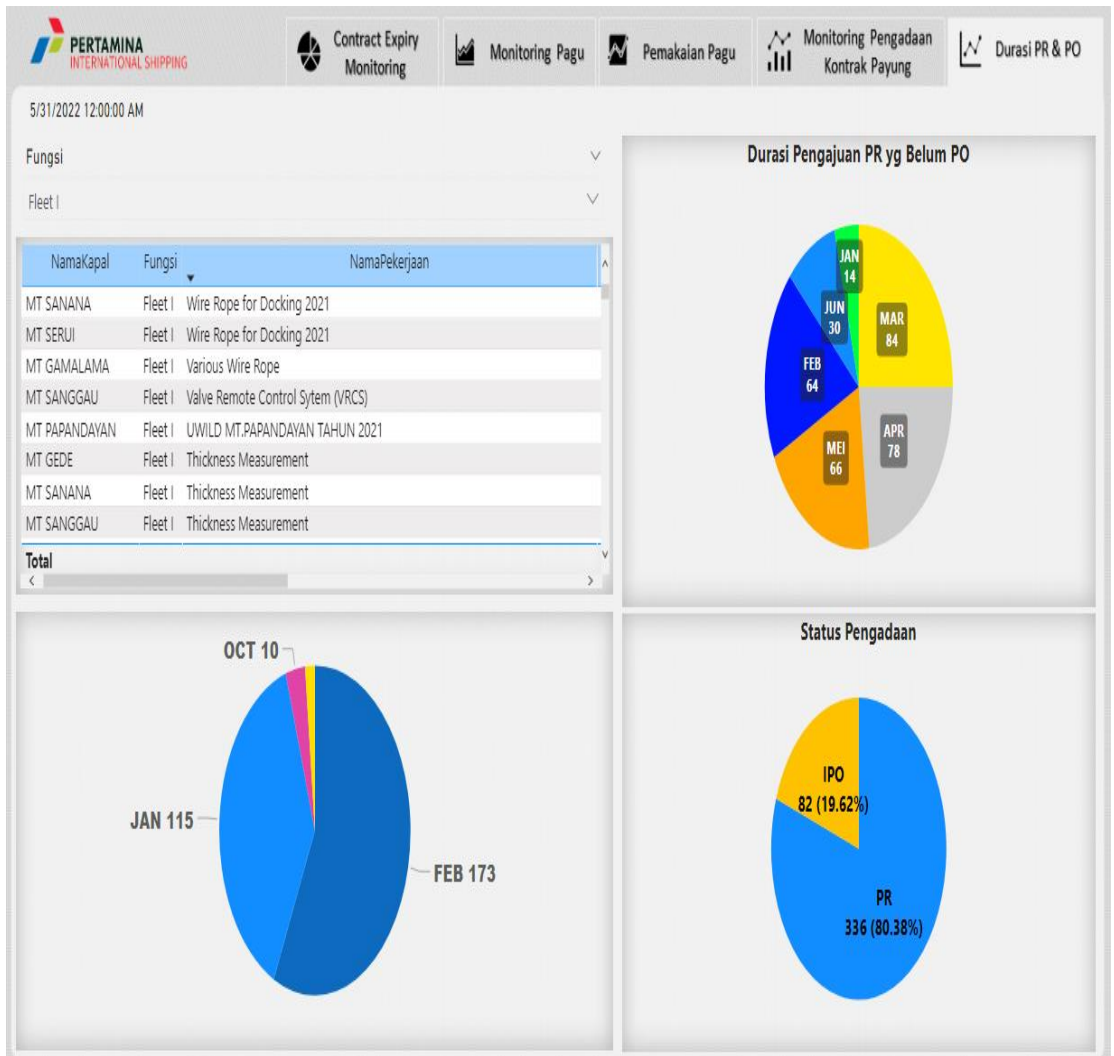 PERTAMINA
INTERNATIONAL SHIPPING
Contract Expiry
Monitoring
Monitoring Pagu
Pemakaian Pagu
Monitoring Pengadaan
Kontrak Payung
Durasi PR & PO
5/31/2022 12:00:00 AM
Fungsi
Fleet I
NamaKapal Fungsi NamaPekerjaan
MT SANANA Fleet I Wire Rope for Docking 2021
MT SERUI Fleet I Wire Rope for Docking 2021
MT GAMALAMA Fleet I Various Wire Rope
MT SANGGAU Fleet I Valve Remote Control Sytem (VRCS)
MT PAPANDAYAN Fleet I UWILD MT.PAPANDAYAN TAHUN 2021
MT GEDE Fleet I Thickness Measurement
MT SANANA Fleet I Thickness Measurement
MT SANGGAU Fleet I Thickness Measurement
Total
Durasi Pengajuan PR yg Belum PO
JAN
14
JUN
30
MAR
84
FEB
64
APR
78
MEI
66
OCT 10
JAN 115
FEB 173
Status Pengadaan
IPO
82 (19.62%)
PR
336 (80.38%)